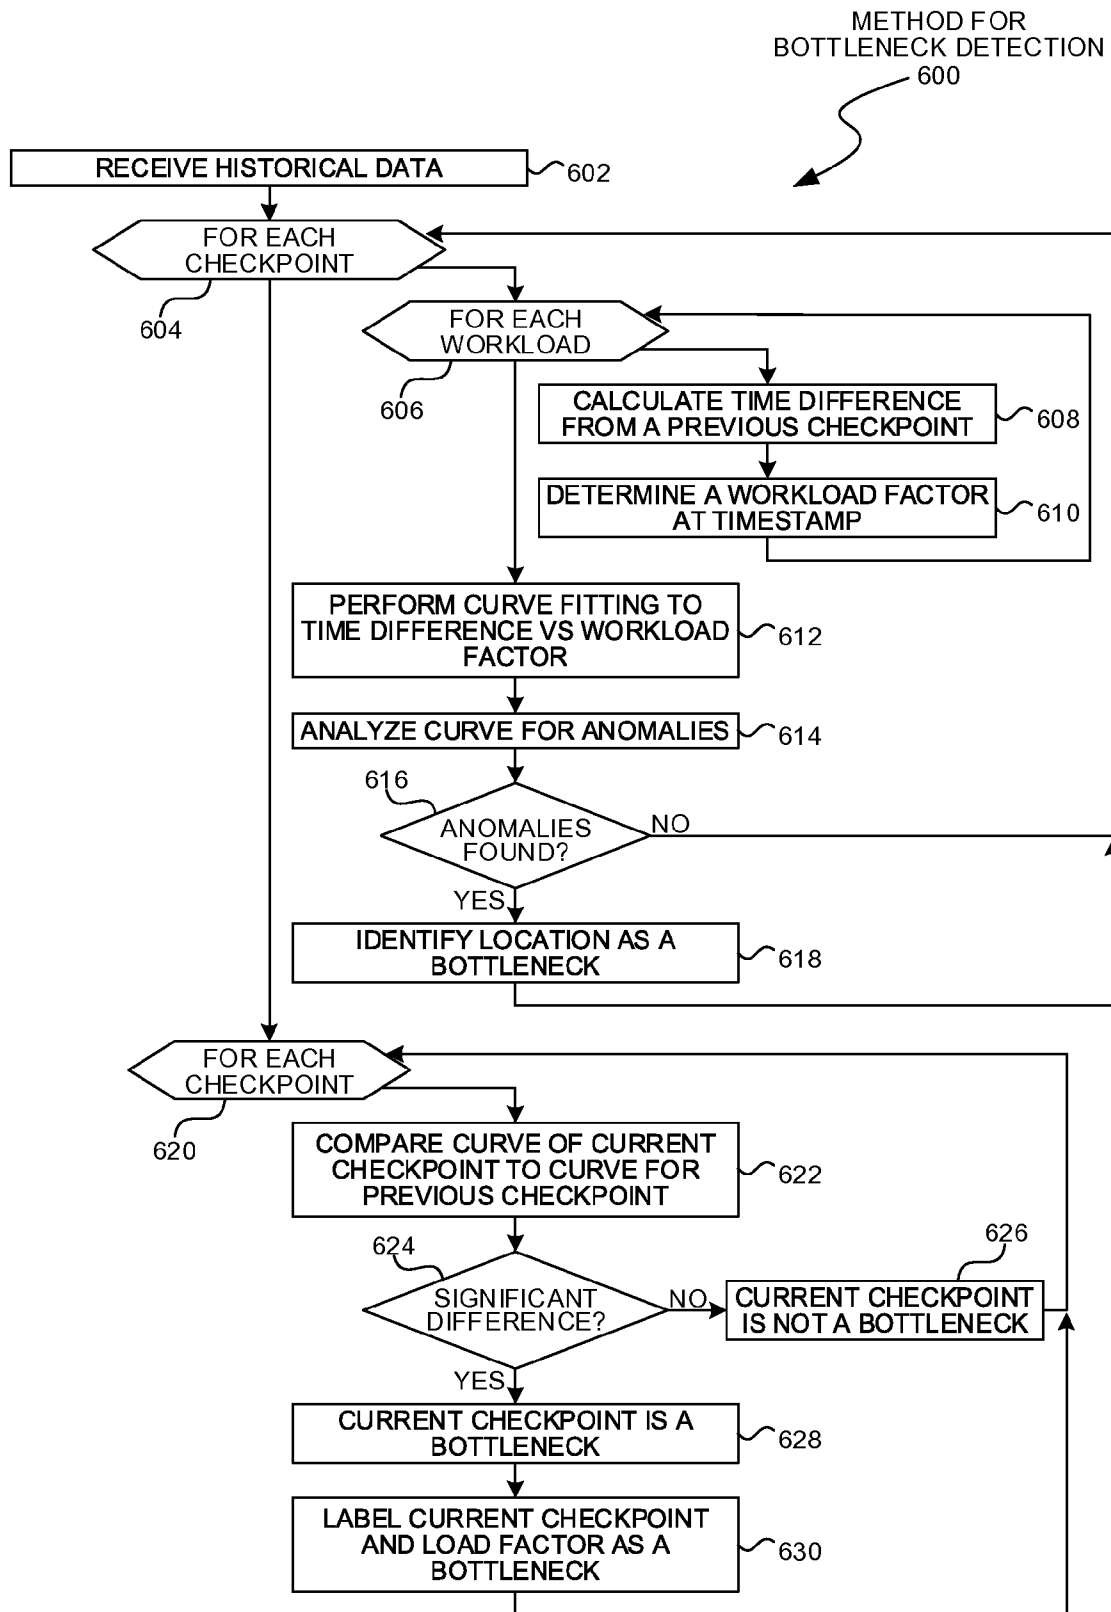 METHOD FOR
BOTTLENECK DETECTION
600
RECEIVE HISTORICAL DATA
602
FOR EACH
CHECKPOINT
604
FOR EACH
WORKLOAD
606
CALCULATE TIME DIFFERENCE
FROM A PREVIOUS CHECKPOINT
608
DETERMINE A WORKLOAD FACTOR
AT TIMESTAMP
610
PERFORM CURVE FITTING TO
TIME DIFFERENCE VS WORKLOAD
FACTOR
612
ANALYZE CURVE FOR ANOMALIES
614
616
ANOMALIES
FOUND?
NO
YES
IDENTIFY LOCATION AS A
BOTTLENECK
618
FOR EACH
CHECKPOINT
620
COMPARE CURVE OF CURRENT
CHECKPOINT TO CURVE FOR
PREVIOUS CHECKPOINT
622
624
SIGNIFICANT
DIFFERENCE?
NO
626
CURRENT CHECKPOINT
IS NOT A BOTTLENECK
YES
CURRENT CHECKPOINT IS A
BOTTLENECK
628
LABEL CURRENT CHECKPOINT
AND LOAD FACTOR AS A
BOTTLENECK
630